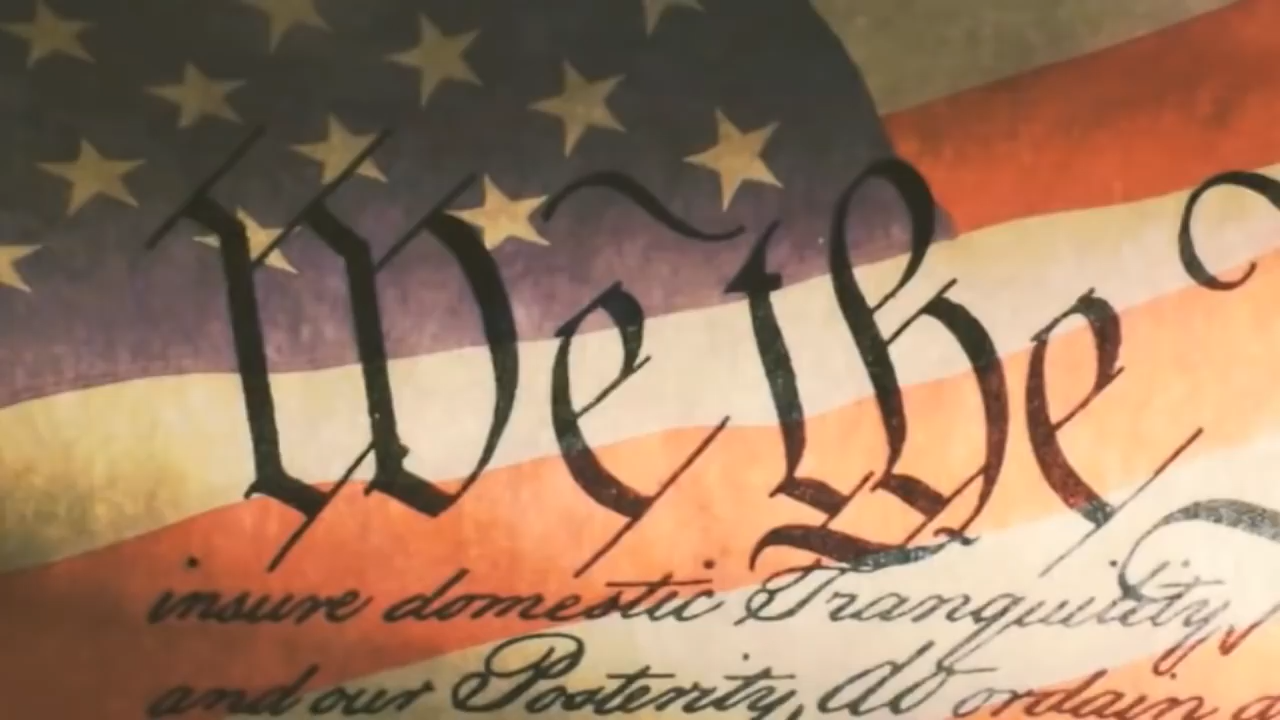 We the
insure domestic Tranquility,
and our Posterity, do ordain